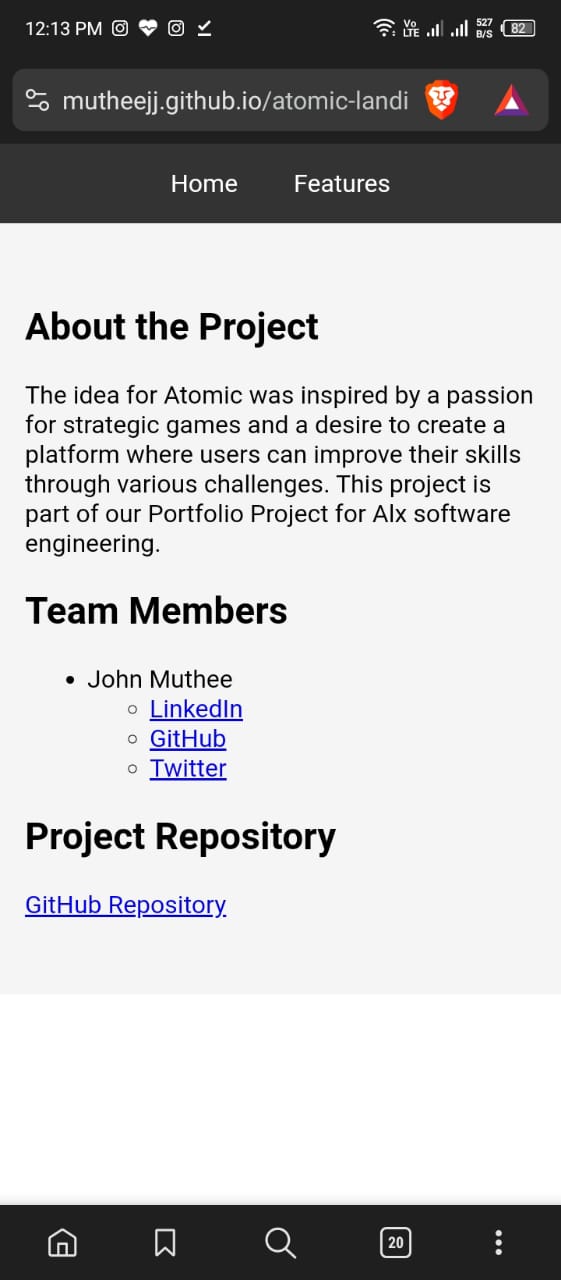 12:13 PM
Vo
LTE
527
B/S
82
mutheejj.github.io/atomic-landi
Home
Features
About the Project
The idea for Atomic was inspired by a passion
for strategic games and a desire to create a
platform where users can improve their skills
through various challenges. This project is
part of our Portfolio Project for Alx software
engineering.
Team Members
John Muthee
LinkedIn
GitHub
Twitter
Project Repository
GitHub Repository
20